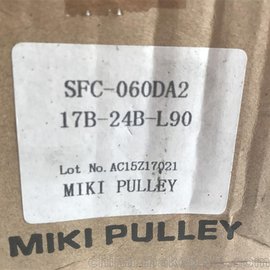 SFC-060DA2
17B-24B-L90
Lot No. AC15Z17021
MIKI PULLEY
MIKI PULLEY